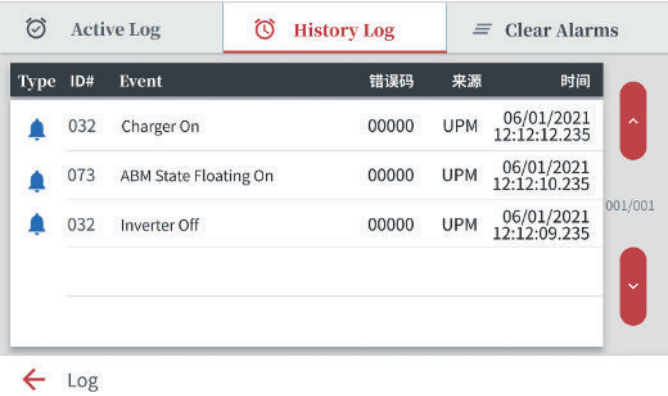 Active Log History Log Clear Alarms
Type ID# Event 错误码 来源 时间
032 Charger On 00000 UPM 06/01/2021
12:12:12.235
073 ABM State Floating On 00000 UPM 06/01/2021
12:12:10.235
001/001
032 Inverter Off 00000 UPM 06/01/2021
12:12:09.235
Log